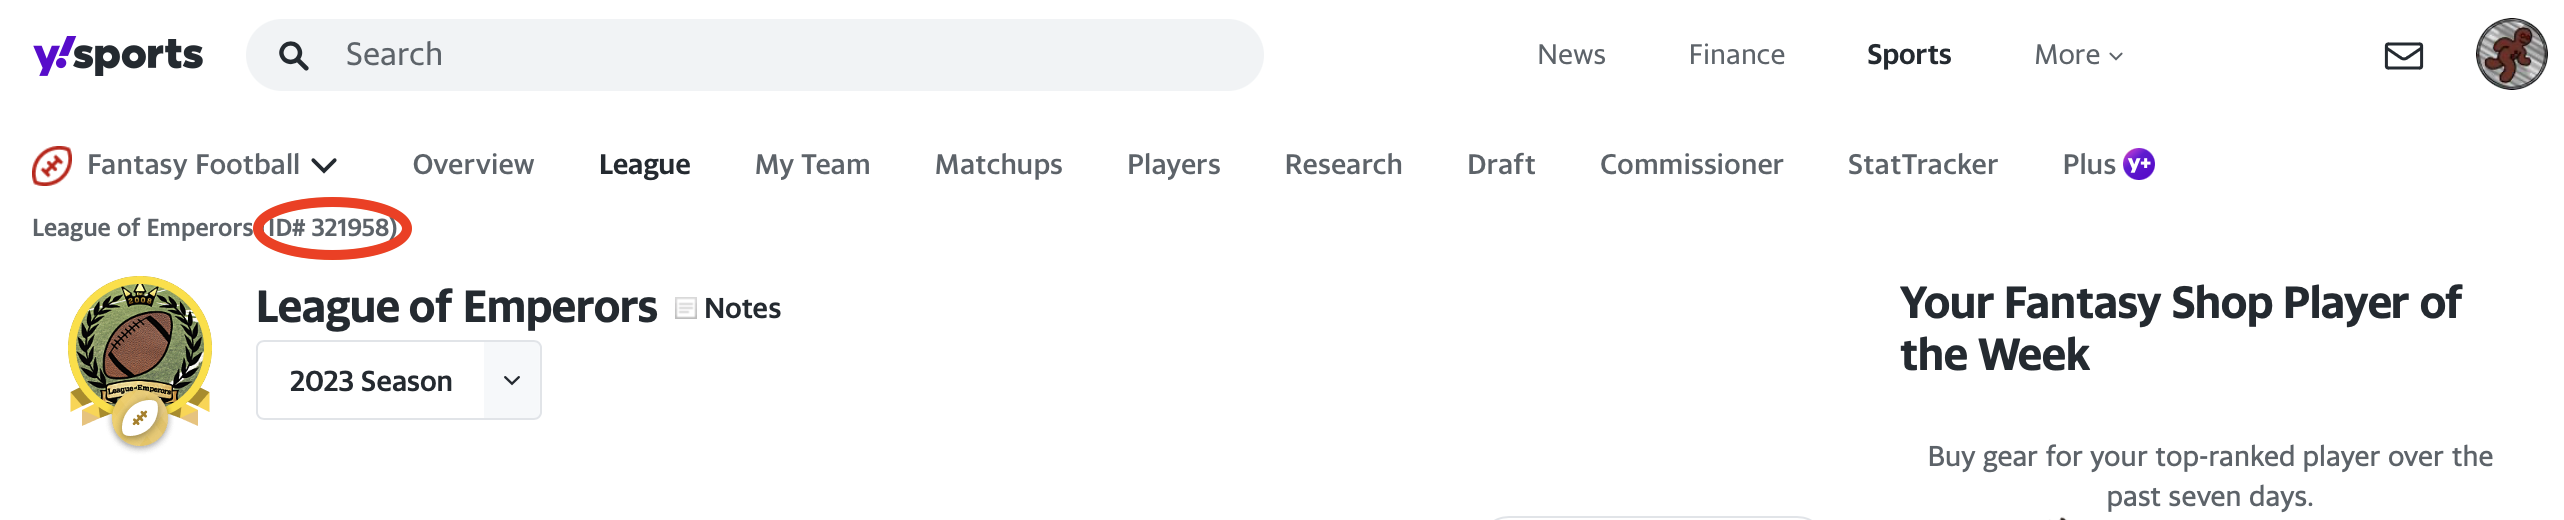 y!sports
Search
News Finance Sports More
Fantasy Football Overview League My Team Matchups Players Research Draft Commissioner StatTracker Plus y+
League of Emperors ID# 321958)
2008
League of Emperors
League of Emperors Notes
2023 Season
Your Fantasy Shop Player of
the Week
Buy gear for your top-ranked player over the
past seven days.